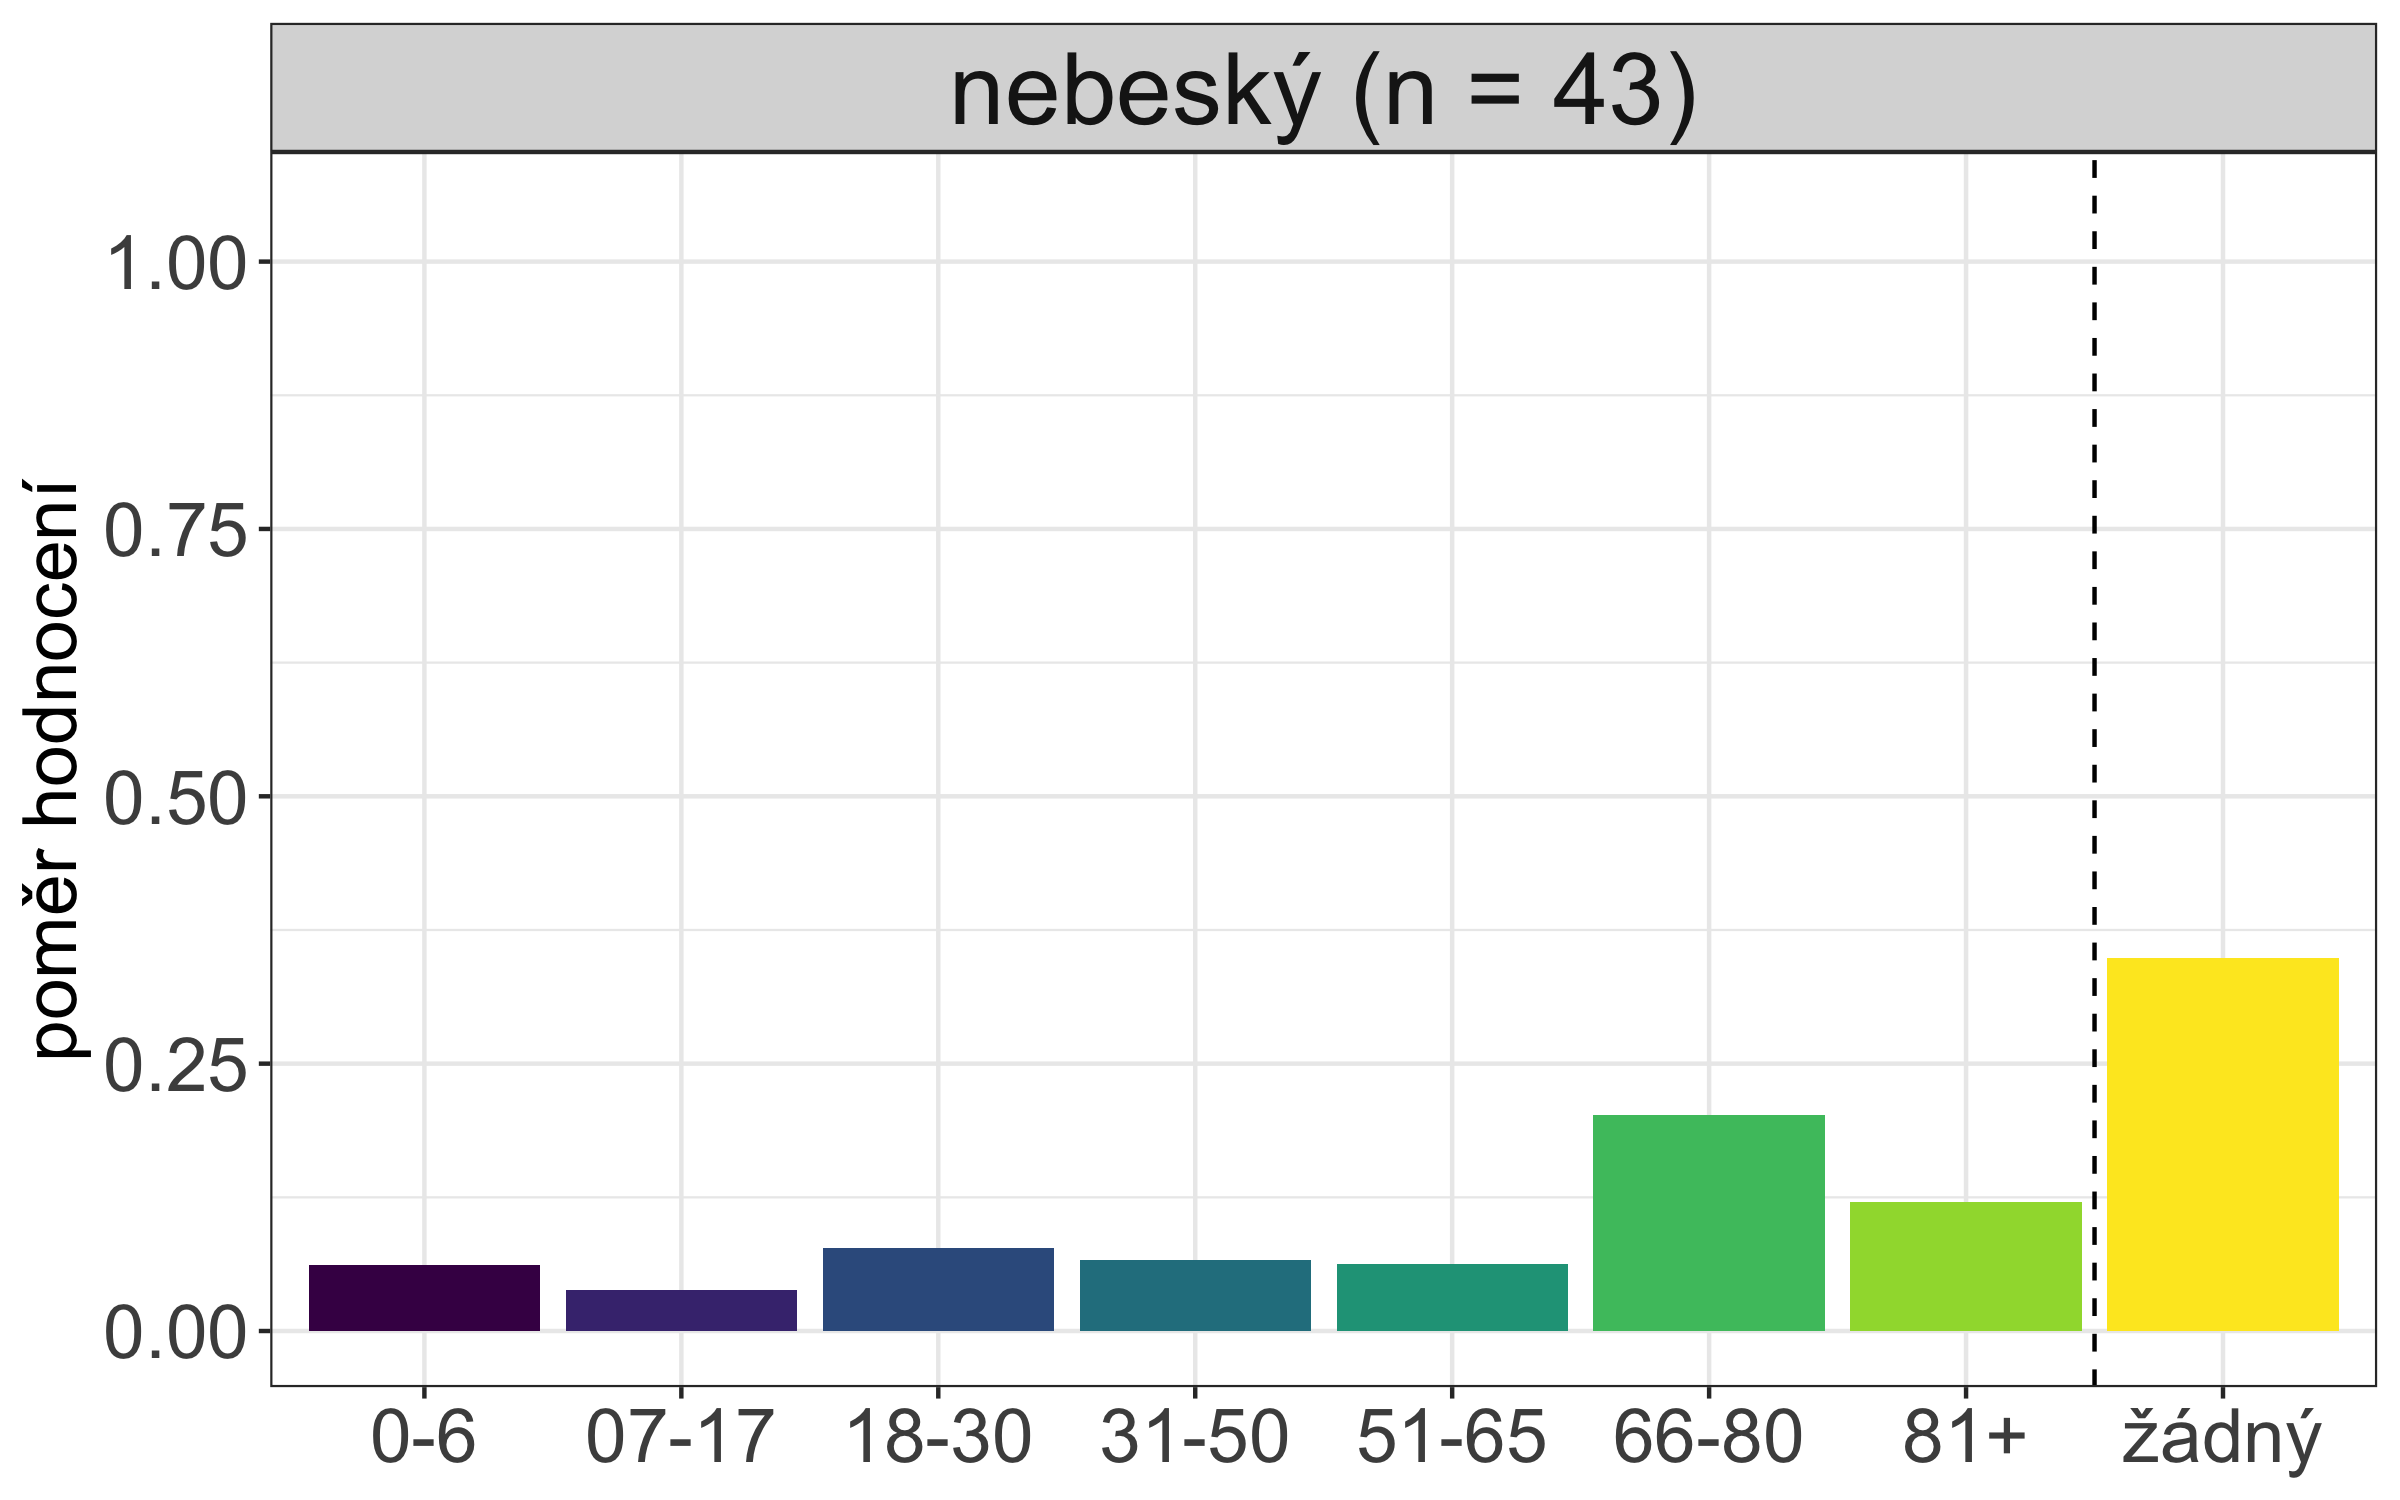 nebeský (n = 43)
poměr hodnocení
1.00
0.75
0.50
0.25
0.00
0-6 07-17 18-30 31-50 51-65 66-80 81+ žádný